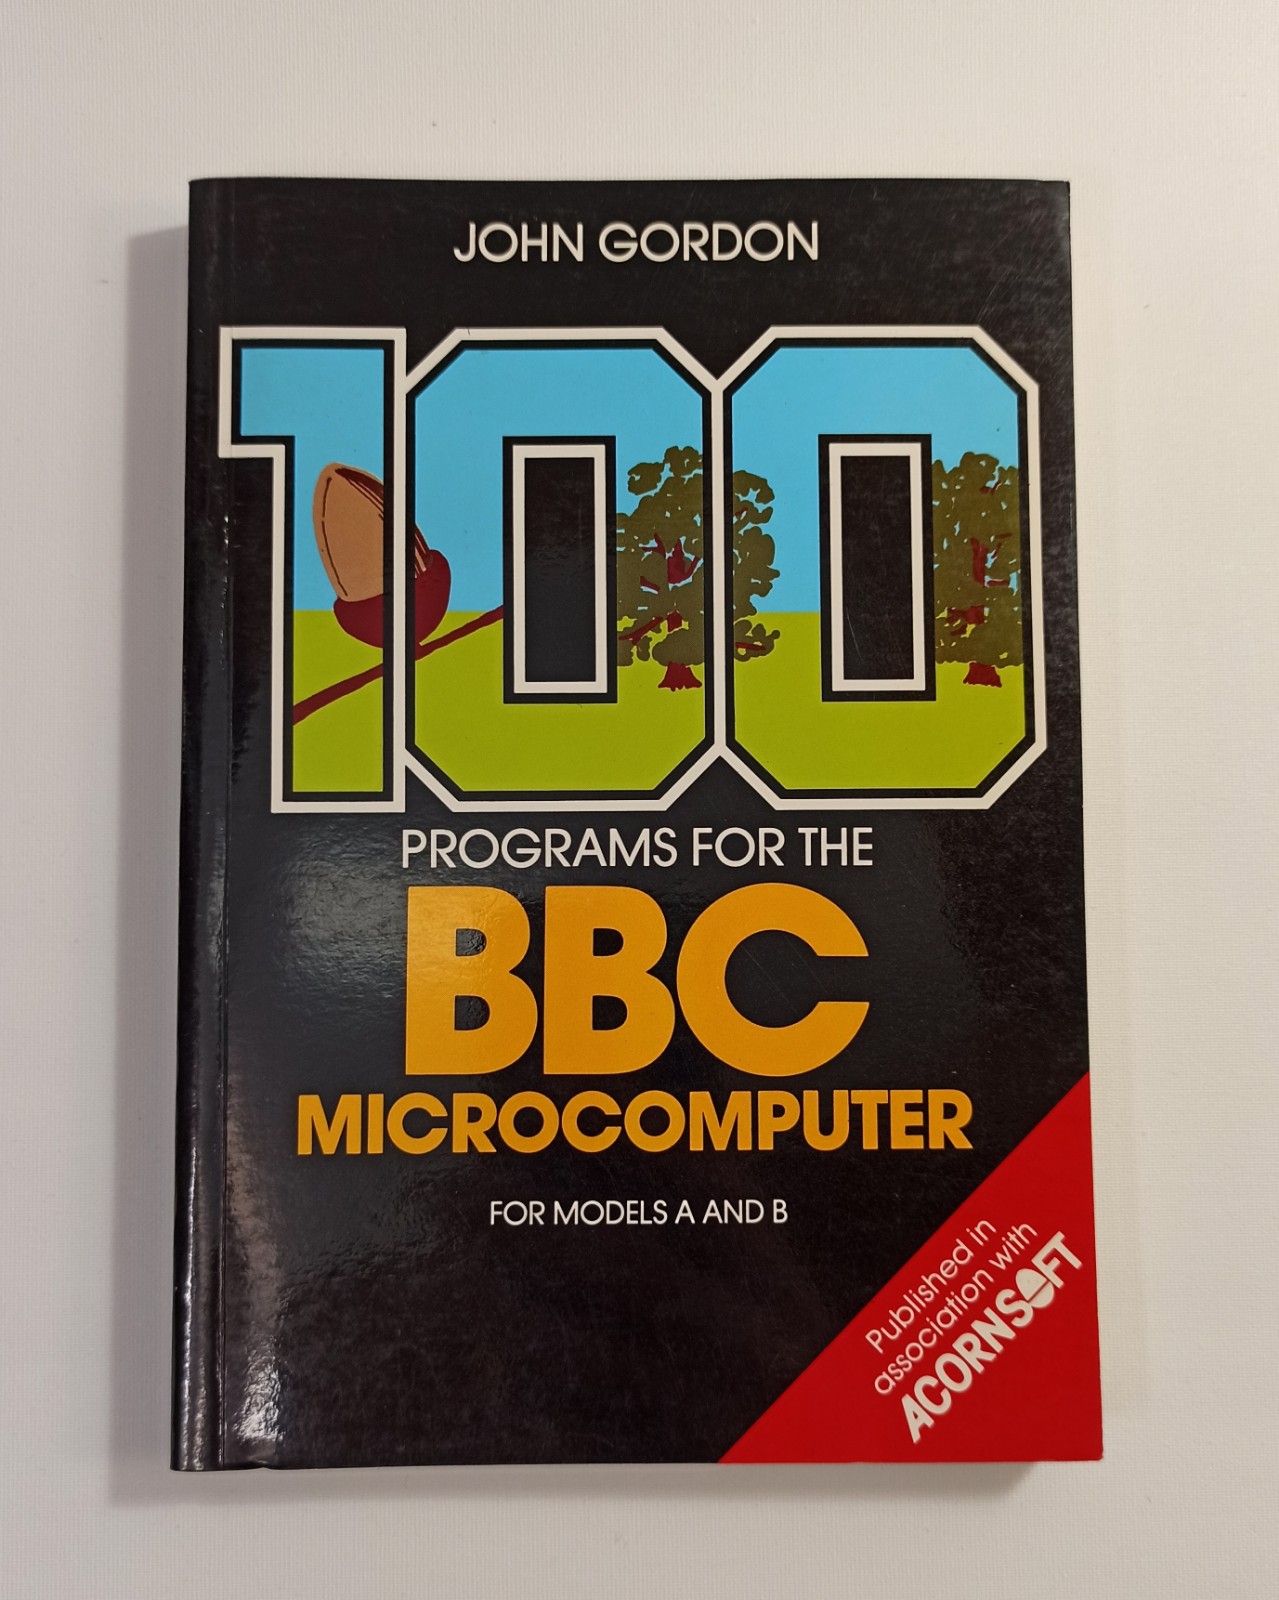 JOHN GORDON
100
PROGRAMS FOR THE
BBC
MICROCOMPUTER
FOR MODELS A AND B
Published in
association with
ACORNSOFT